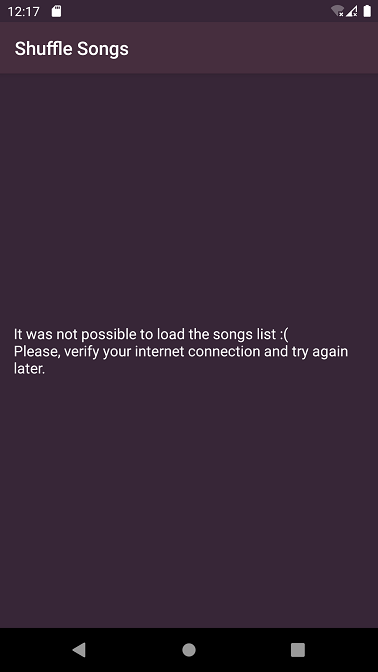 12:17
Shuffle Songs
It was not possible to load the songs list :(
Please, verify your internet connection and try again
later.